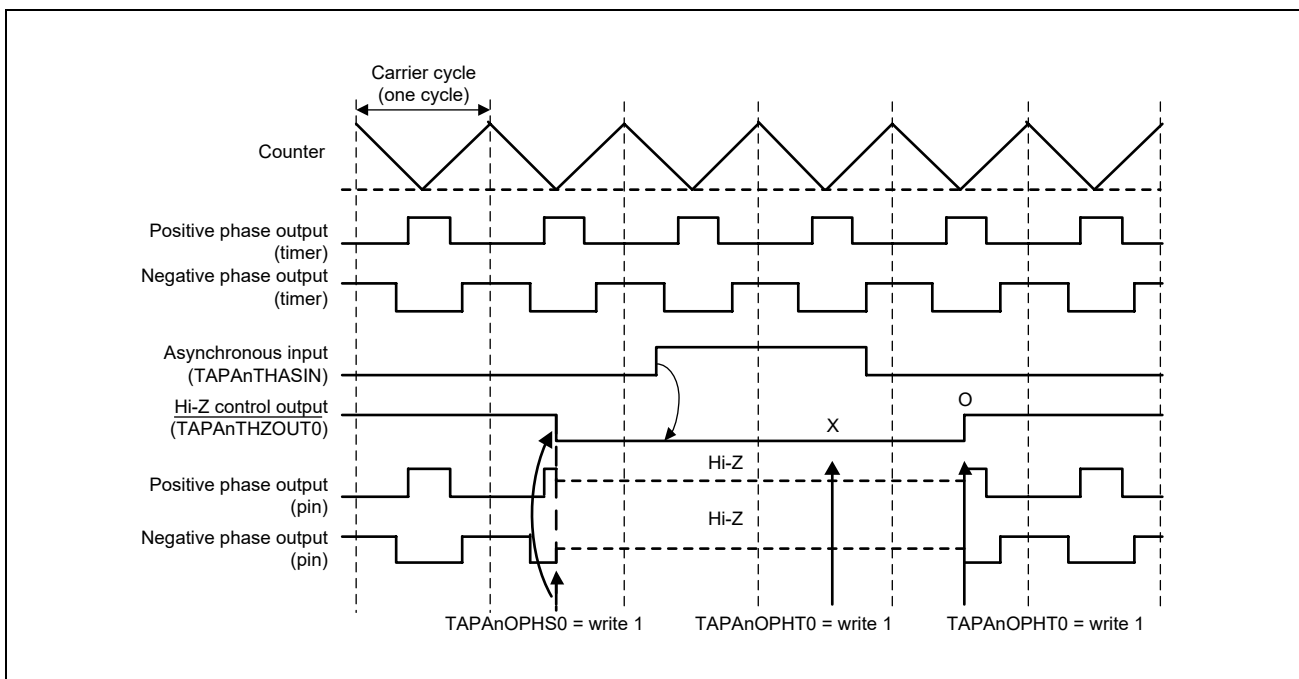 Carrier cycle
(one cycle)
Counter
Positive phase output
(timer)
Negative phase output
(timer)
Asynchronous input
(TAPAnTHASIN)
Hi-Z control output
(TAPAnTHZOUT0)
X
O
Hi-Z
Positive phase output
(pin)
Hi-Z
Negative phase output
(pin)
TAPAnOPHS0 = write 1
TAPAnOPHT0 = write 1
TAPAnOPHT0 = write 1